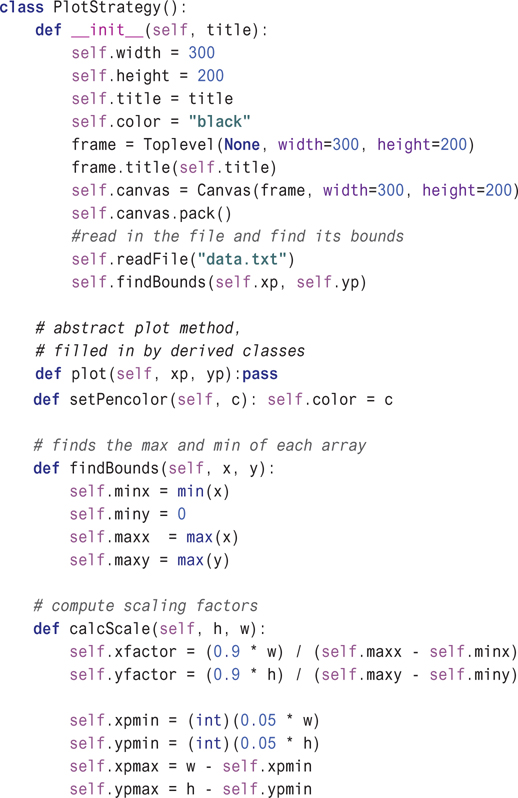 class PlotStrategy():
    def __init__(self, title):
        self.width = 300
        self.height = 200
        self.title = title
        self.color = "black"
        frame = Toplevel(None, width=300, height=200)
        frame.title(self.title)
        self.canvas = Canvas(frame, width=300, height=200)
        self.canvas.pack()
        #read in the file and find its bounds
        self.readFile("data.txt")
        self.findBounds(self.xp, self.yp)

    # abstract plot method,
    # filled in by derived classes
    def plot(self, xp, yp):pass
    def setPencolor(self, c): self.color = c

    # finds the max and min of each array
    def findBounds(self, x, y):
        self.minx = min(x)
        self.miny = 0
        self.maxx  = max(x)
        self.maxy = max(y)

    # compute scaling factors
    def calcScale(self, h, w):
        self.xfactor = (0.9 * w) / (self.maxx - self.minx)
        self.yfactor = (0.9 * h) / (self.maxy - self.miny)

        self.xpmin = (int)(0.05 * w)
        self.ypmin = (int)(0.05 * h)
        self.xpmax = w - self.xpmin
        self.ypmax = h - self.ypmin